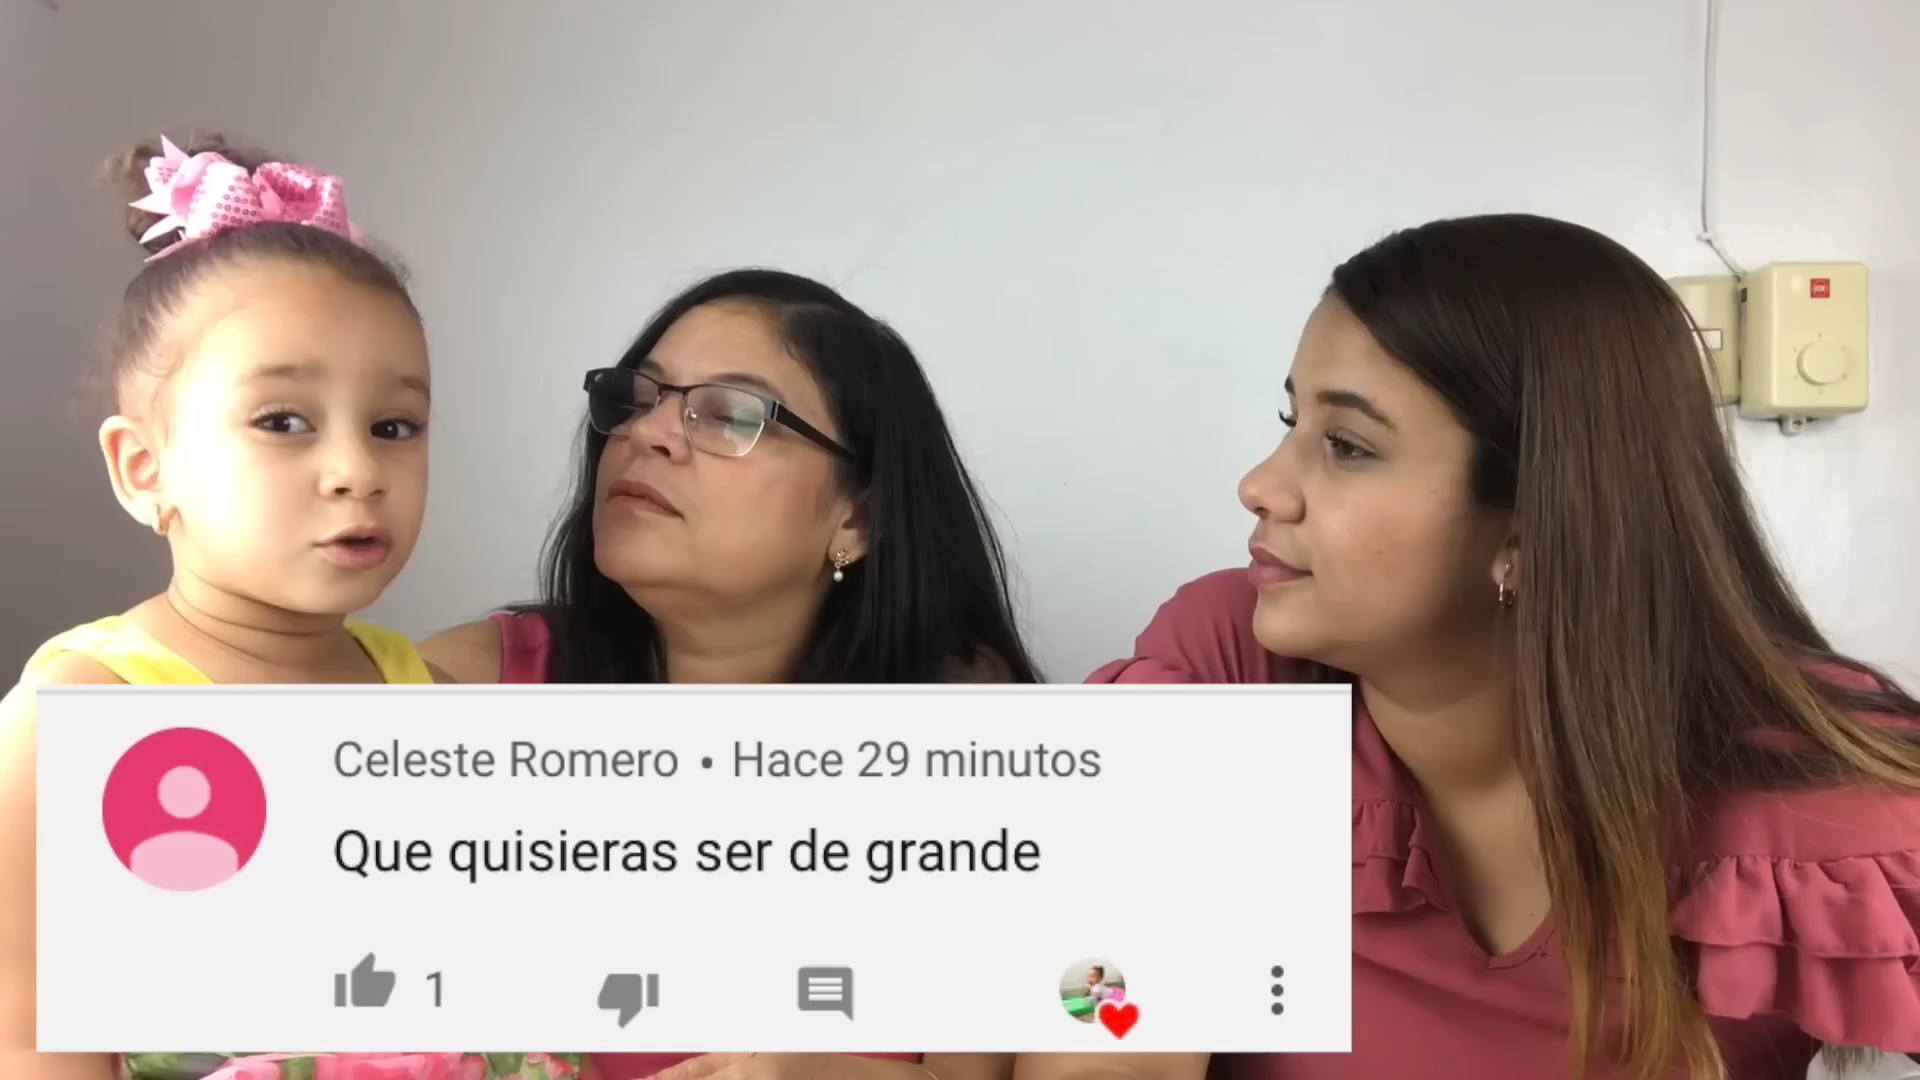 Celeste Romero • Hace 29 minutos
Que quisieras ser de grande
1